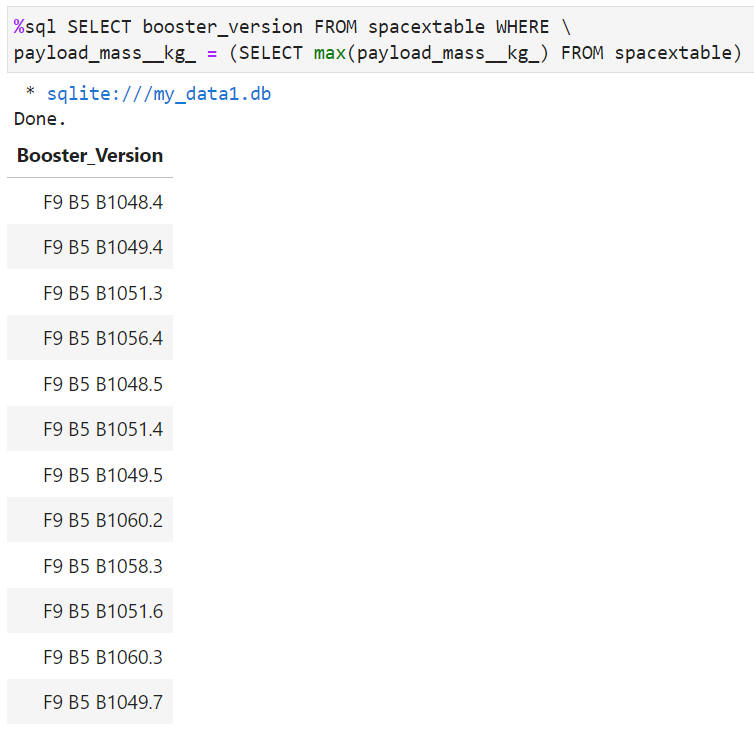 %sql SELECT booster_version FROM spacextable WHERE \
payload_mass__kg_ = (SELECT max(payload_mass__kg_) FROM spacextable)
* sqlite:///my_data1.db
Done.
Booster_Version
F9 B5 B1048.4
F9 B5 B1049.4
F9 B5 B1051.3
F9 B5 B1056.4
F9 B5 B1048.5
F9 B5 B1051.4
F9 B5 B1049.5
F9 B5 B1060.2
F9 B5 B1058.3
F9 B5 B1051.6
F9 B5 B1060.3
F9 B5 B1049.7